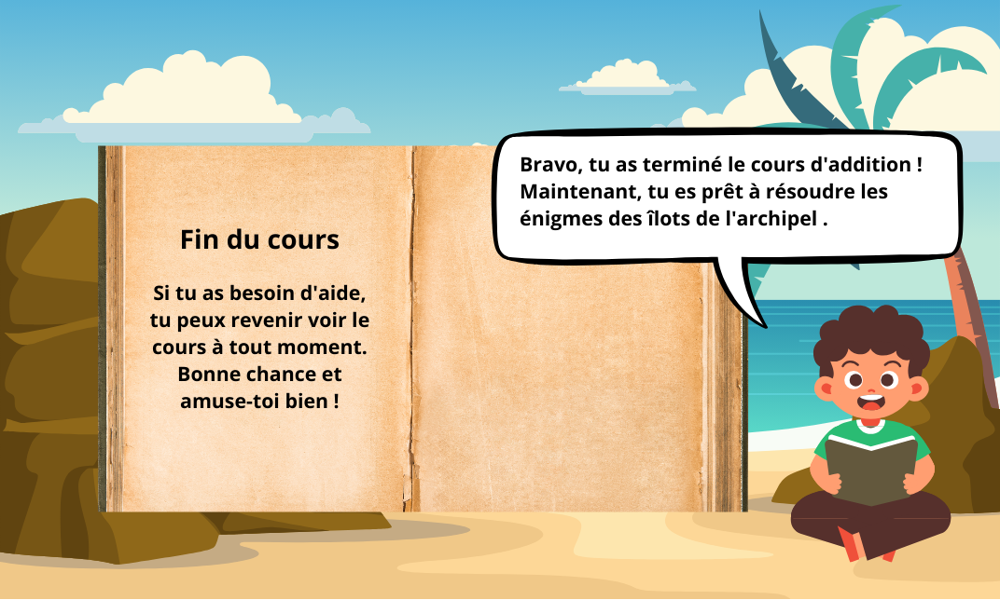 Bravo, tu as terminé le cours d'addition !
Maintenant, tu es prêt à résoudre les
énigmes des îlots de l'archipel .
Fin du cours
Si tu as besoin d'aide,
tu peux revenir voir le
cours à tout moment.
Bonne chance et
amuse-toi bien !